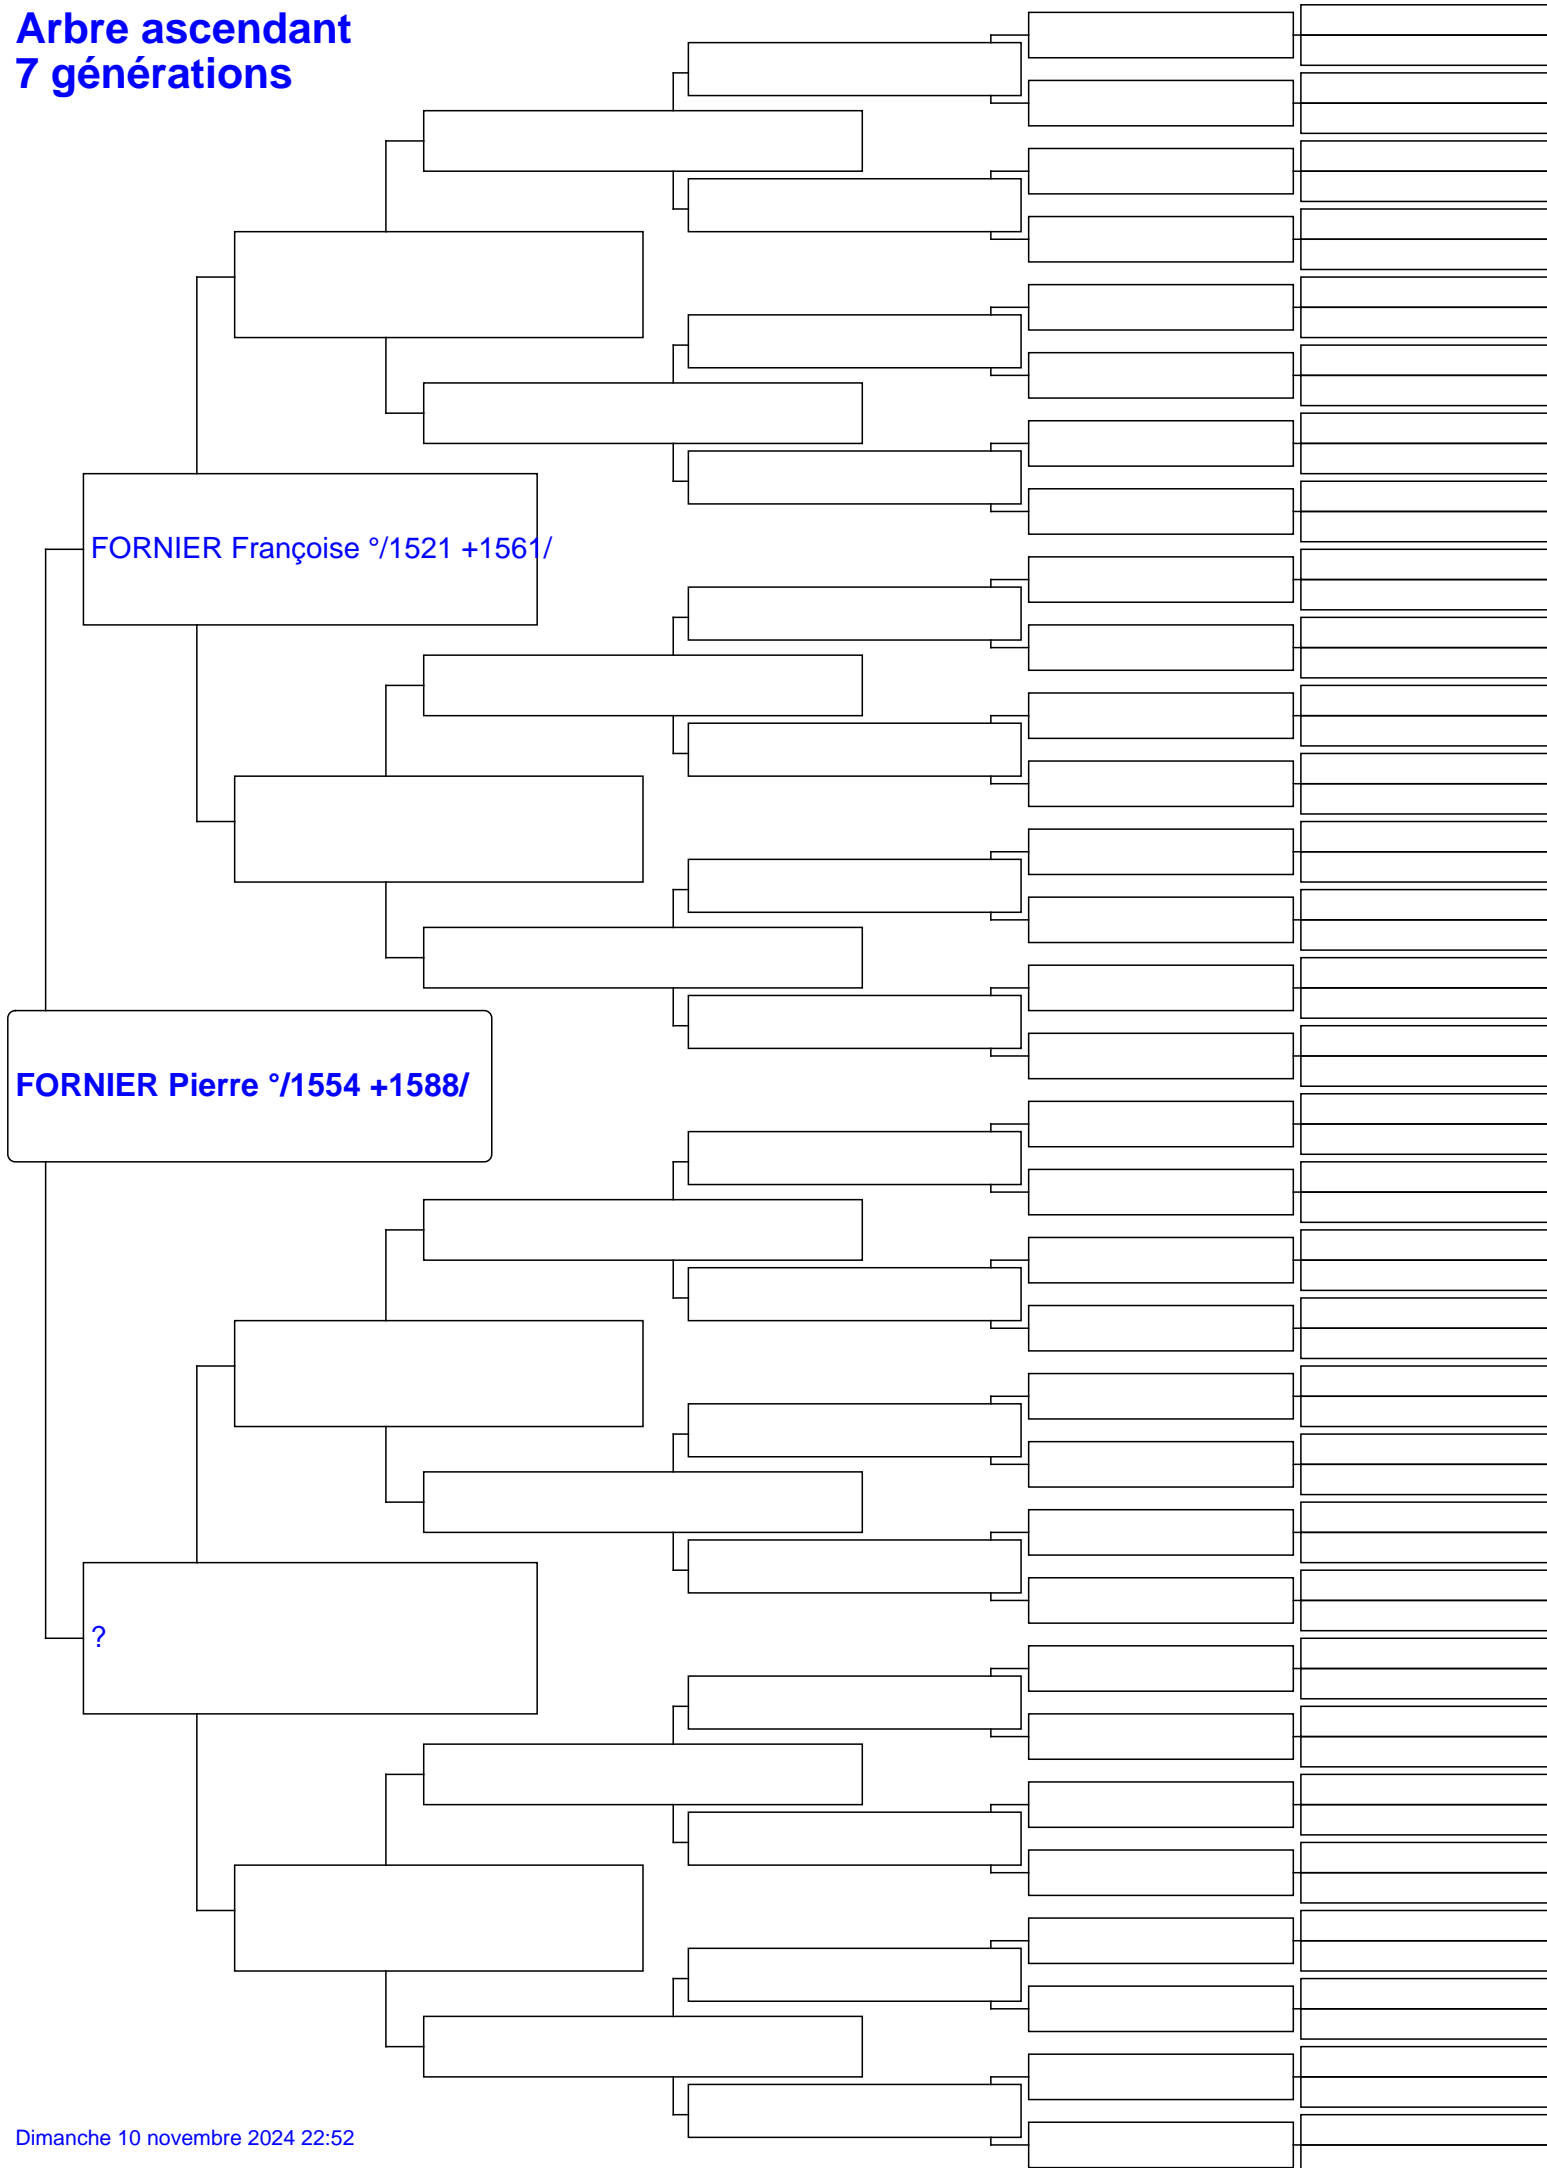 Arbre ascendant
7 générations
FORNIER Françoise °/1521 +1561/
FORNIER Pierre °/1554 +1588/
?
Dimanche 10 novembre 2024 22:52